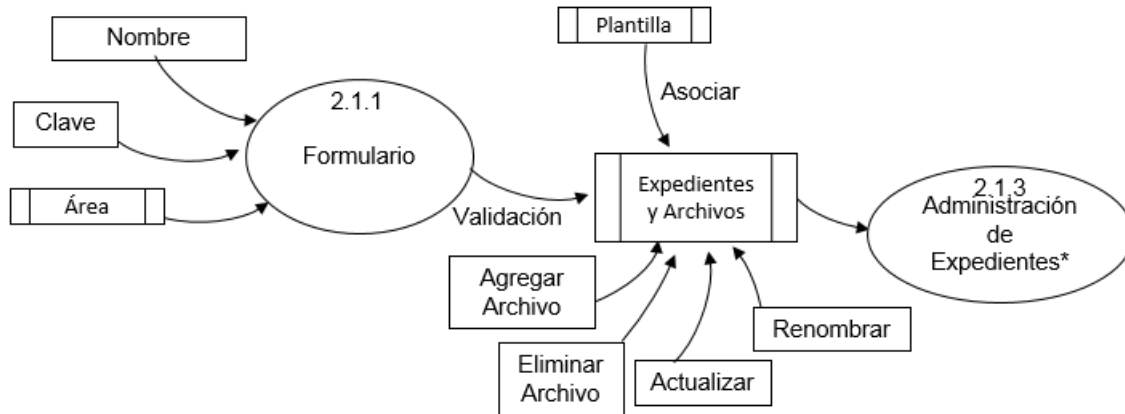 Nombre
Plantilla
2.1.1
Asociar
Clave
Formulario
Expedientes
y Archivos
2.1.3
Administración
de
Expedientes*
Área
Validación
Agregar
Archivo
Renombrar
Eliminar
Archivo
Actualizar